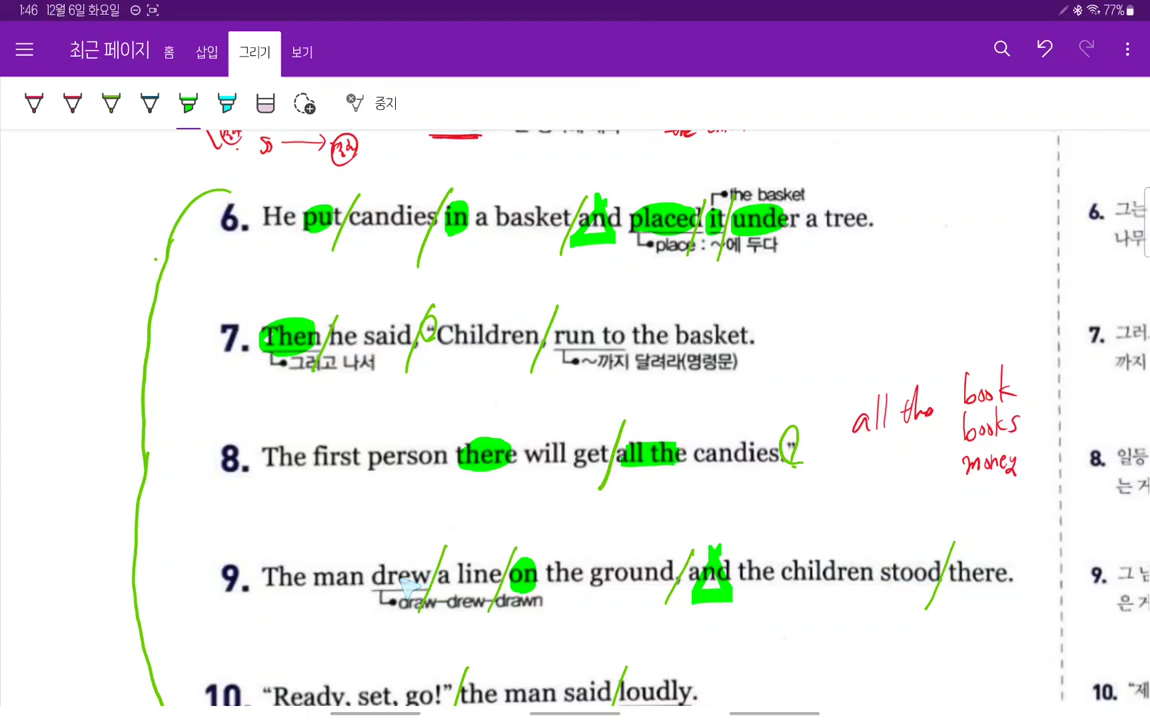 1:46 12월 6일 화요일 77%
최근 페이지 홈 삽입 그리기 보기
중지
the basket
6. He put candies in a basket and placed it under a tree.
place : ~에 두다
7. Then he said, "Children, run to the basket.
그리고 나서 ~까지 달려라(명령문)
all the book
books
money
8. The first person there will get all the candies."
9. The man drew a line on the ground, and the children stood there.
draw-drew-drawn
10. "Ready, set, go!" the man said loudly.
6. 그는
나무
7. 그러
까지
8. 일등
는 거
9. 그 남
은 거
10. "제